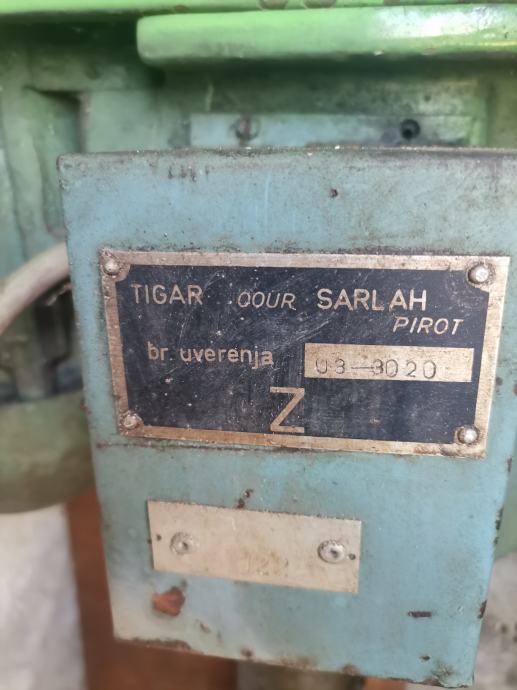 TIGAR OOUR SARLAH
PIROT
br. uverenja 03-3020
Z